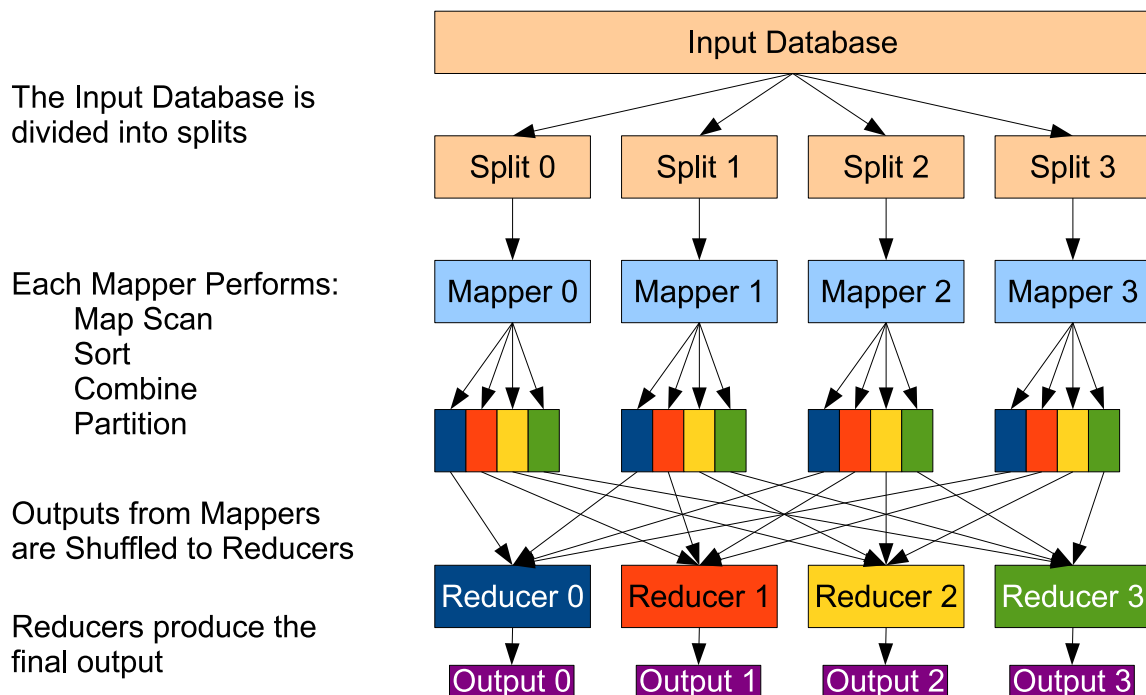 Input Database
The Input Database is
divided into splits
Split 0
Split 1
Split 2
Split 3
Each Mapper Performs:
Map Scan
Sort
Combine
Partition
Mapper 0
Mapper 1
Mapper 2
Mapper 3
Outputs from Mappers
are Shuffled to Reducers
Reducer 0
Reducer 1
Reducer 2
Reducer 3
Reducers produce the
final output
Output 0
Output 1
Output 2
Output 3